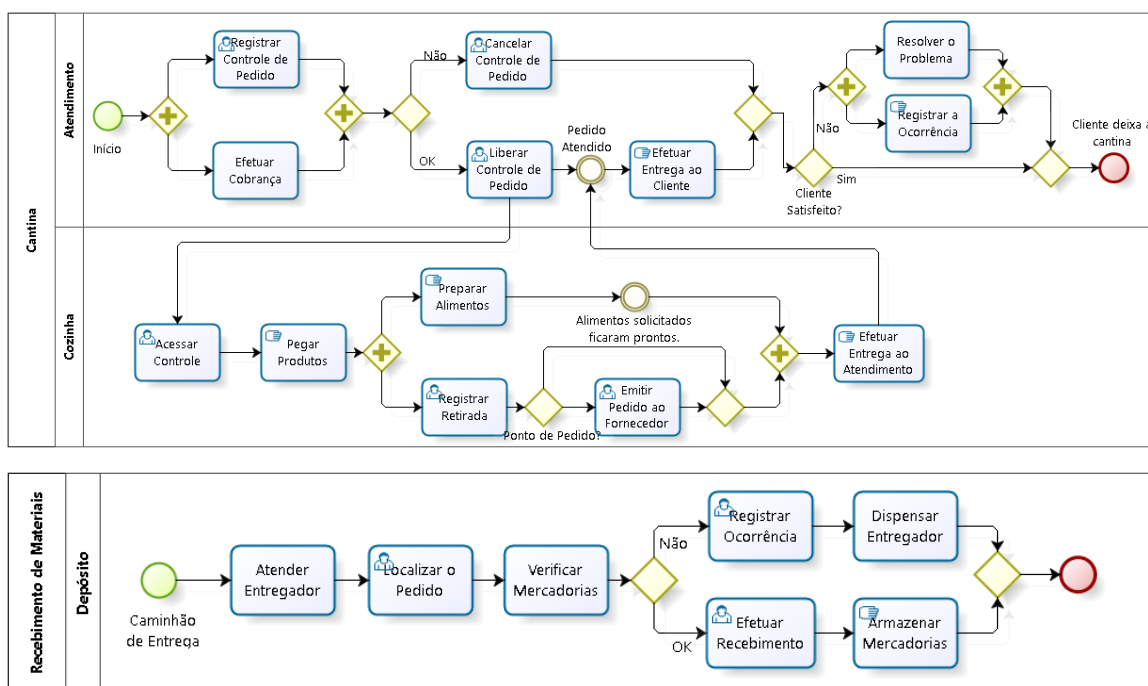 Cantina
Atendimento
Início
Registrar
Controle de
Pedido
Efetuar
Cobrança
Não
OK
Cancelar
Controle de
Pedido
Liberar
Controle de
Pedido
Pedido
Atendido
Efetuar
Entrega ao
Cliente
Cliente
Satisfeito?
Não
Sim
Resolver o
Problema
Registrar a
Ocorrência
Cliente deixa a
cantina
Cozinha
Acessar
Controle
Pegar
Produtos
Preparar
Alimentos
Registrar
Retirada
Ponto de Pedido?
Emitir
Pedido ao
Fornecedor
Alimentos solicitados
ficaram prontos.
Efetuar
Entrega ao
Atendimento
Recebimento de Materiais
Depósito
Caminhão
de Entrega
Atender
Entregador
Localizar o
Pedido
Verificar
Mercadorias
Não
OK
Registrar
Ocorrência
Dispensar
Entregador
Efetuar
Recebimento
Armazenar
Mercadorias